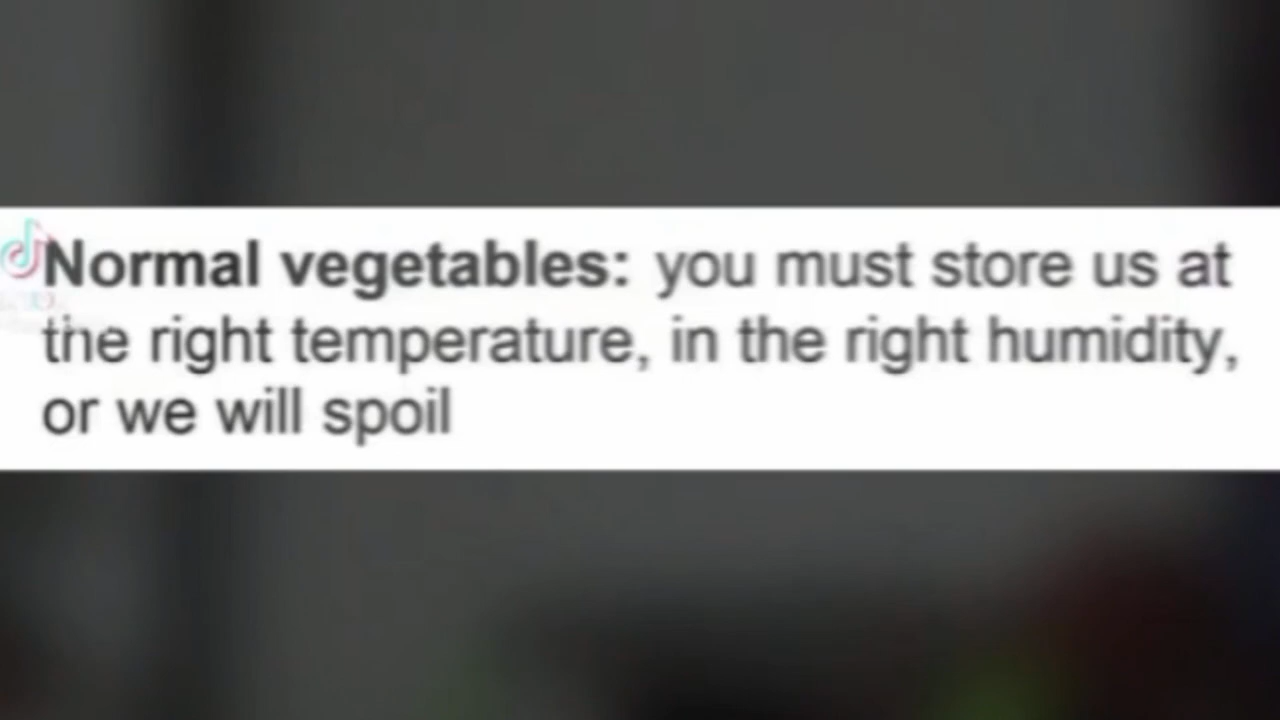 Normal vegetables: you must store us at
the right temperature, in the right humidity,
or we will spoil